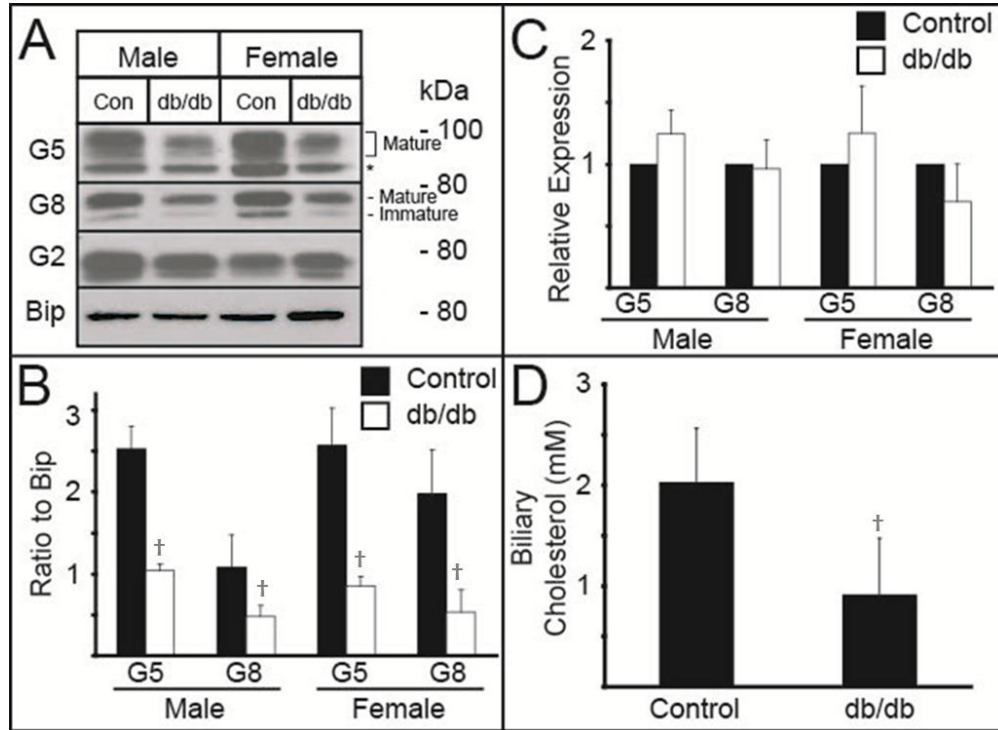 A
Male Female
Con db/db Con db/db
kDa
G5
- 100
Mature
*
- 80
G8
- Mature
- Immature
G2
- 80
Bip
- 80
B
Control
db/db
Ratio to Bip
3
2
1
† † † †
G5 G8 G5 G8
Male Female
C
Control
db/db
Relative Expression
2
1
G5 G8 G5 G8
Male Female
D
Biliary
Cholesterol (mM)
3
2
1
†
Control db/db